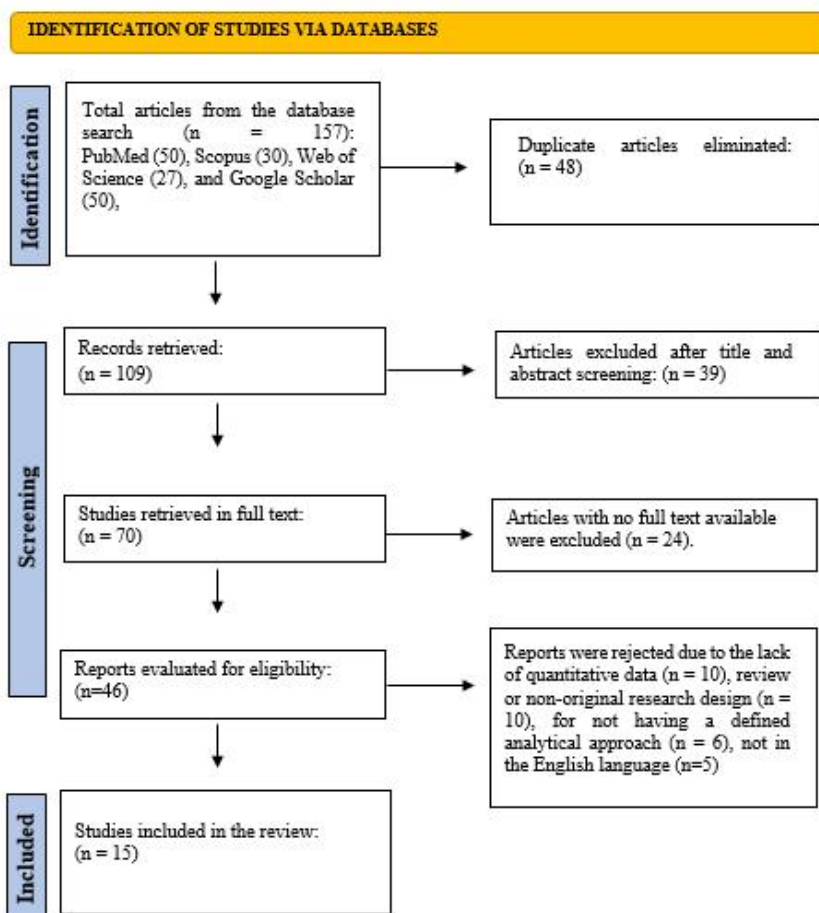 IDENTIFICATION OF STUDIES VIA DATABASES
Identification
Total articles from the database
search (n = 157):
PubMed (50), Scopus (30), Web of
Science (27), and Google Scholar
(50),
Duplicate articles eliminated:
(n = 48)
Screening
Records retrieved:
(n = 109)
Articles excluded after title and
abstract screening: (n = 39)
Studies retrieved in full text:
(n = 70)
Articles with no full text available
were excluded (n = 24).
Reports evaluated for eligibility:
(n=46)
Reports were rejected due to the lack
of quantitative data (n = 10), review
or non-original research design (n =
10), for not having a defined
analytical approach (n = 6), not in
the English language (n=5)
Included
Studies included in the review:
(n = 15)